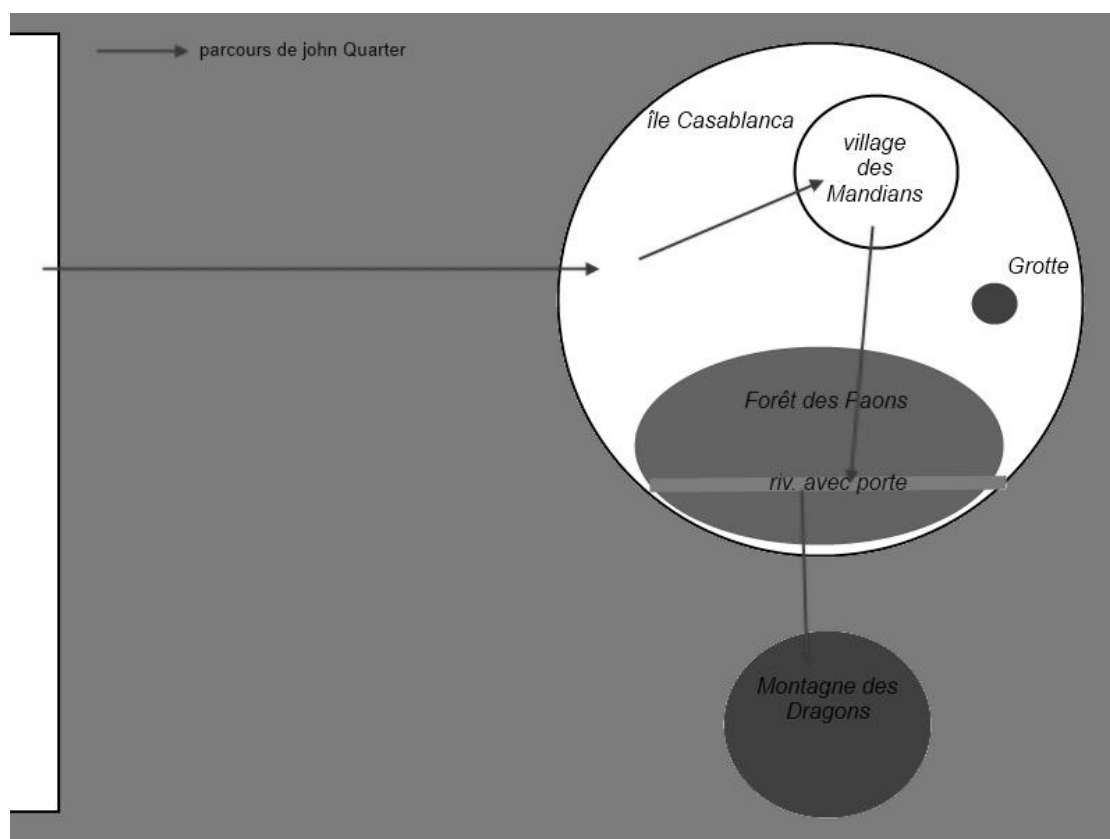 parcours de john Quarter
île Casablanca
village
des
Mandians
Grotte
Forêt des Paons
riv. avec porte
Montagne des
Dragons